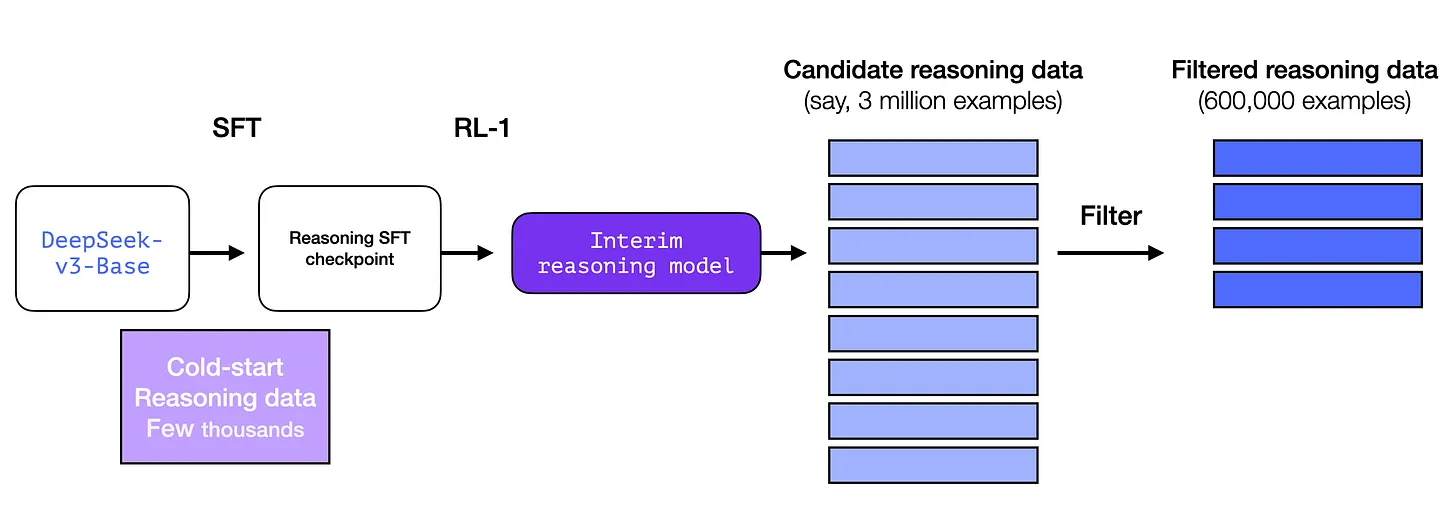 Candidate reasoning data
(say, 3 million examples)
Filtered reasoning data
(600,000 examples)
SFT
RL-1
DeepSeek-
v3-Base
Reasoning SFT
checkpoint
Interim
reasoning model
Filter
Cold-start
Reasoning data
Few thousands